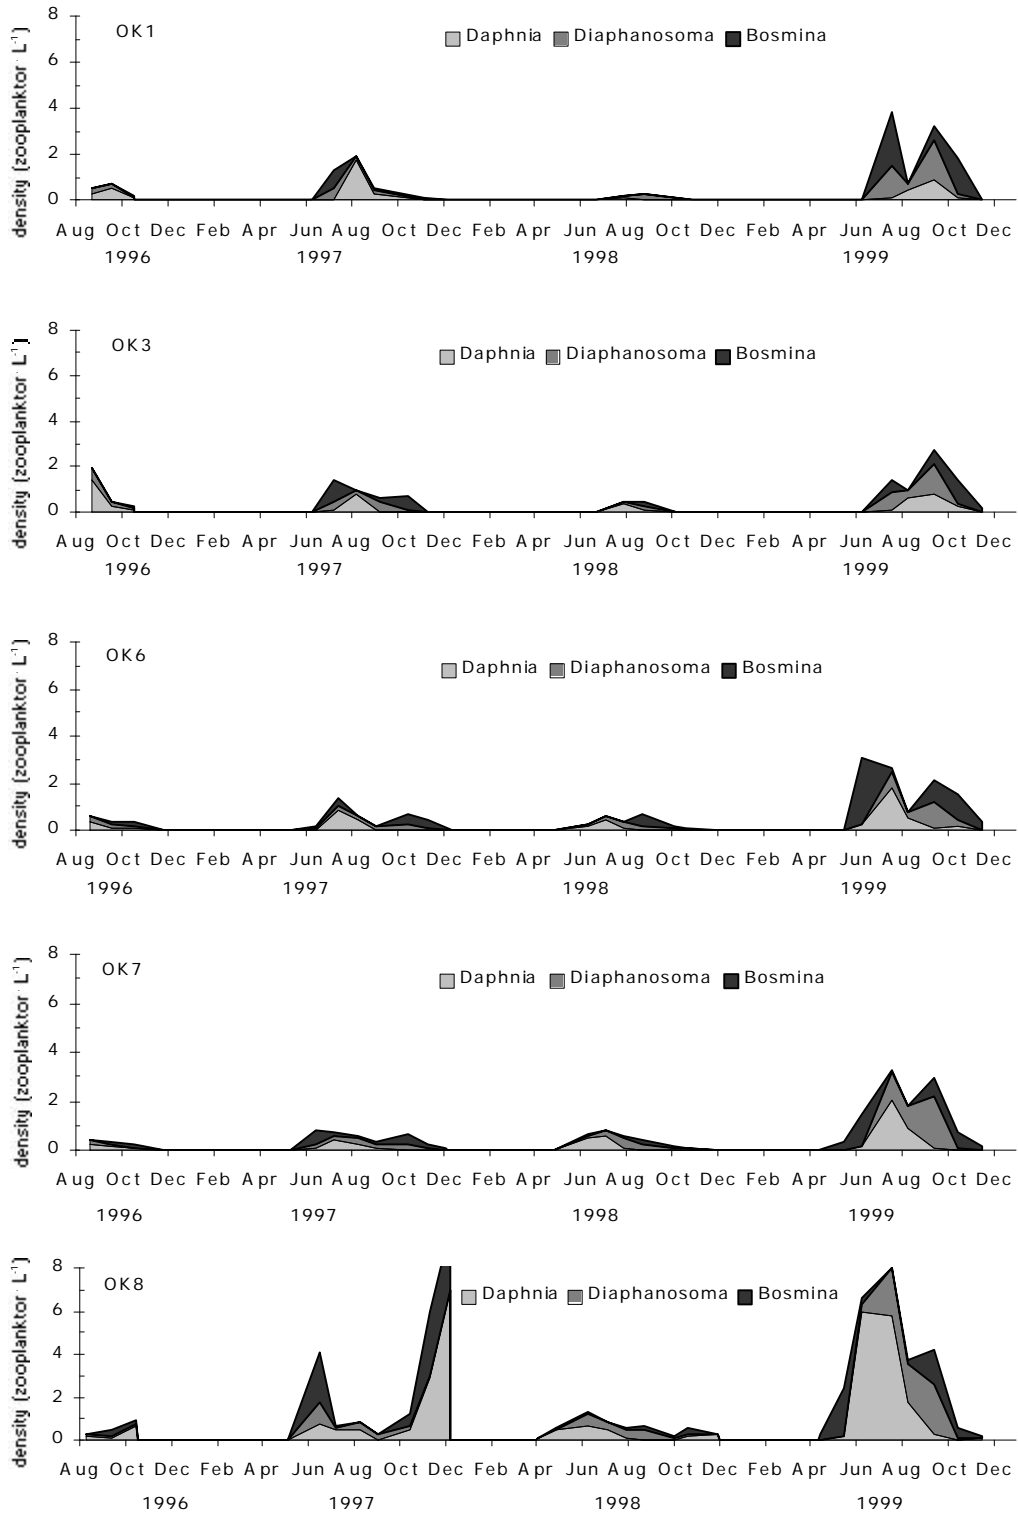 OK1
Daphnia Diaphanosoma Bosmina
density (zooplanktor L-1)
8
6
4
2
0
Aug Oct Dec Feb Apr Jun Aug Oct Dec Feb Apr Jun Aug Oct Dec Feb Apr Jun Aug Oct Dec
1996 1997 1998 1999
OK3
Daphnia Diaphanosoma Bosmina
density (zooplanktor L-1)
8
6
4
2
0
Aug Oct Dec Feb Apr Jun Aug Oct Dec Feb Apr Jun Aug Oct Dec Feb Apr Jun Aug Oct Dec
1996 1997 1998 1999
OK6
Daphnia Diaphanosoma Bosmina
density (zooplanktor L-1)
8
6
4
2
0
Aug Oct Dec Feb Apr Jun Aug Oct Dec Feb Apr Jun Aug Oct Dec Feb Apr Jun Aug Oct Dec
1996 1997 1998 1999
OK7
Daphnia Diaphanosoma Bosmina
density (zooplanktor L-1)
8
6
4
2
0
Aug Oct Dec Feb Apr Jun Aug Oct Dec Feb Apr Jun Aug Oct Dec Feb Apr Jun Aug Oct Dec
1996 1997 1998 1999
OK8
Daphnia Diaphanosoma Bosmina
density (zooplanktor L-1)
8
6
4
2
0
Aug Oct Dec Feb Apr Jun Aug Oct Dec Feb Apr Jun Aug Oct Dec Feb Apr Jun Aug Oct Dec
1996 1997 1998 1999